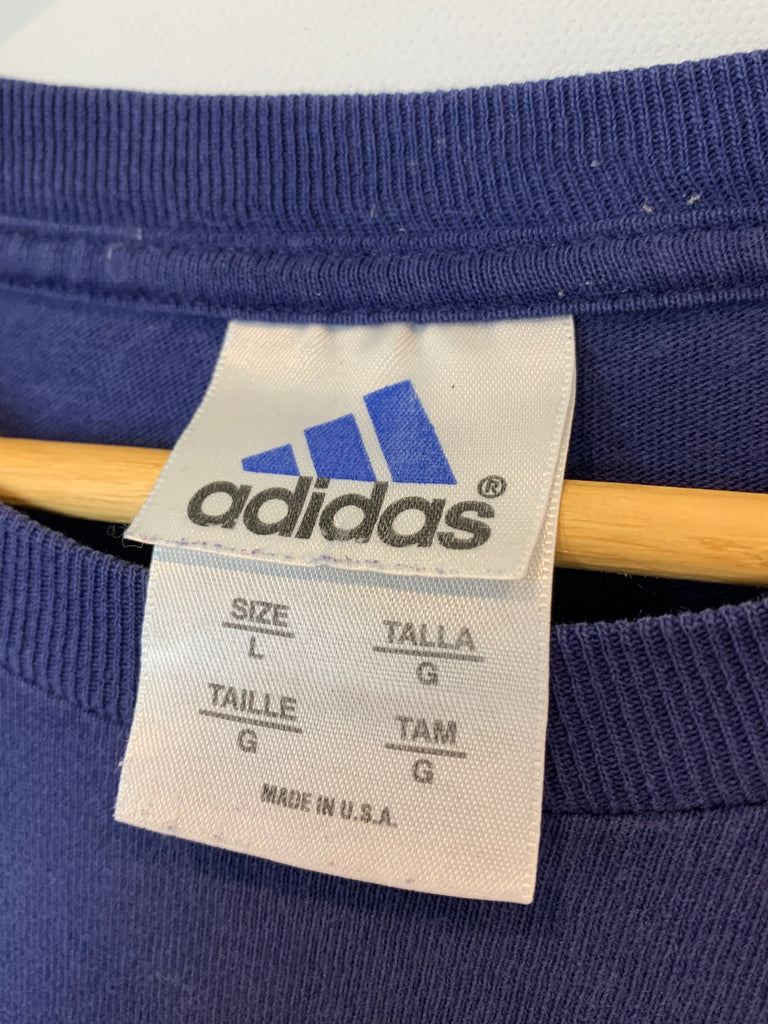 adidas®
SIZE
L
TALLA
G
TAILLE
G
TAM
G
MADE IN U.S.A.